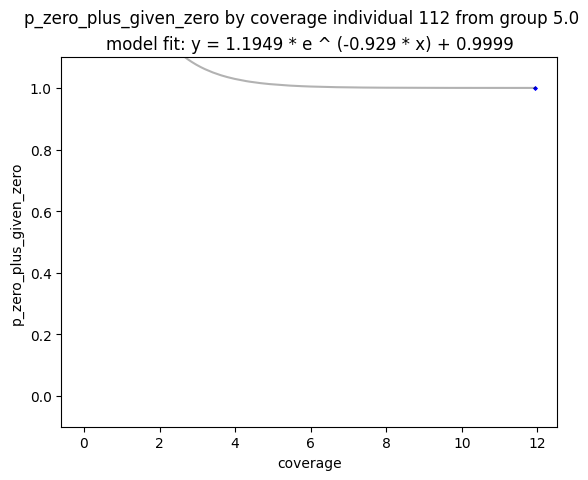 p_zero_plus_given_zero by coverage individual 112 from group 5.0
model fit: y = 1.1949 * e ^ (-0.929 * x) + 0.9999
1.0
0.8
0.6
0.4
0.2
0.0
p_zero_plus_given_zero
0 2 4 6 8 10 12
coverage